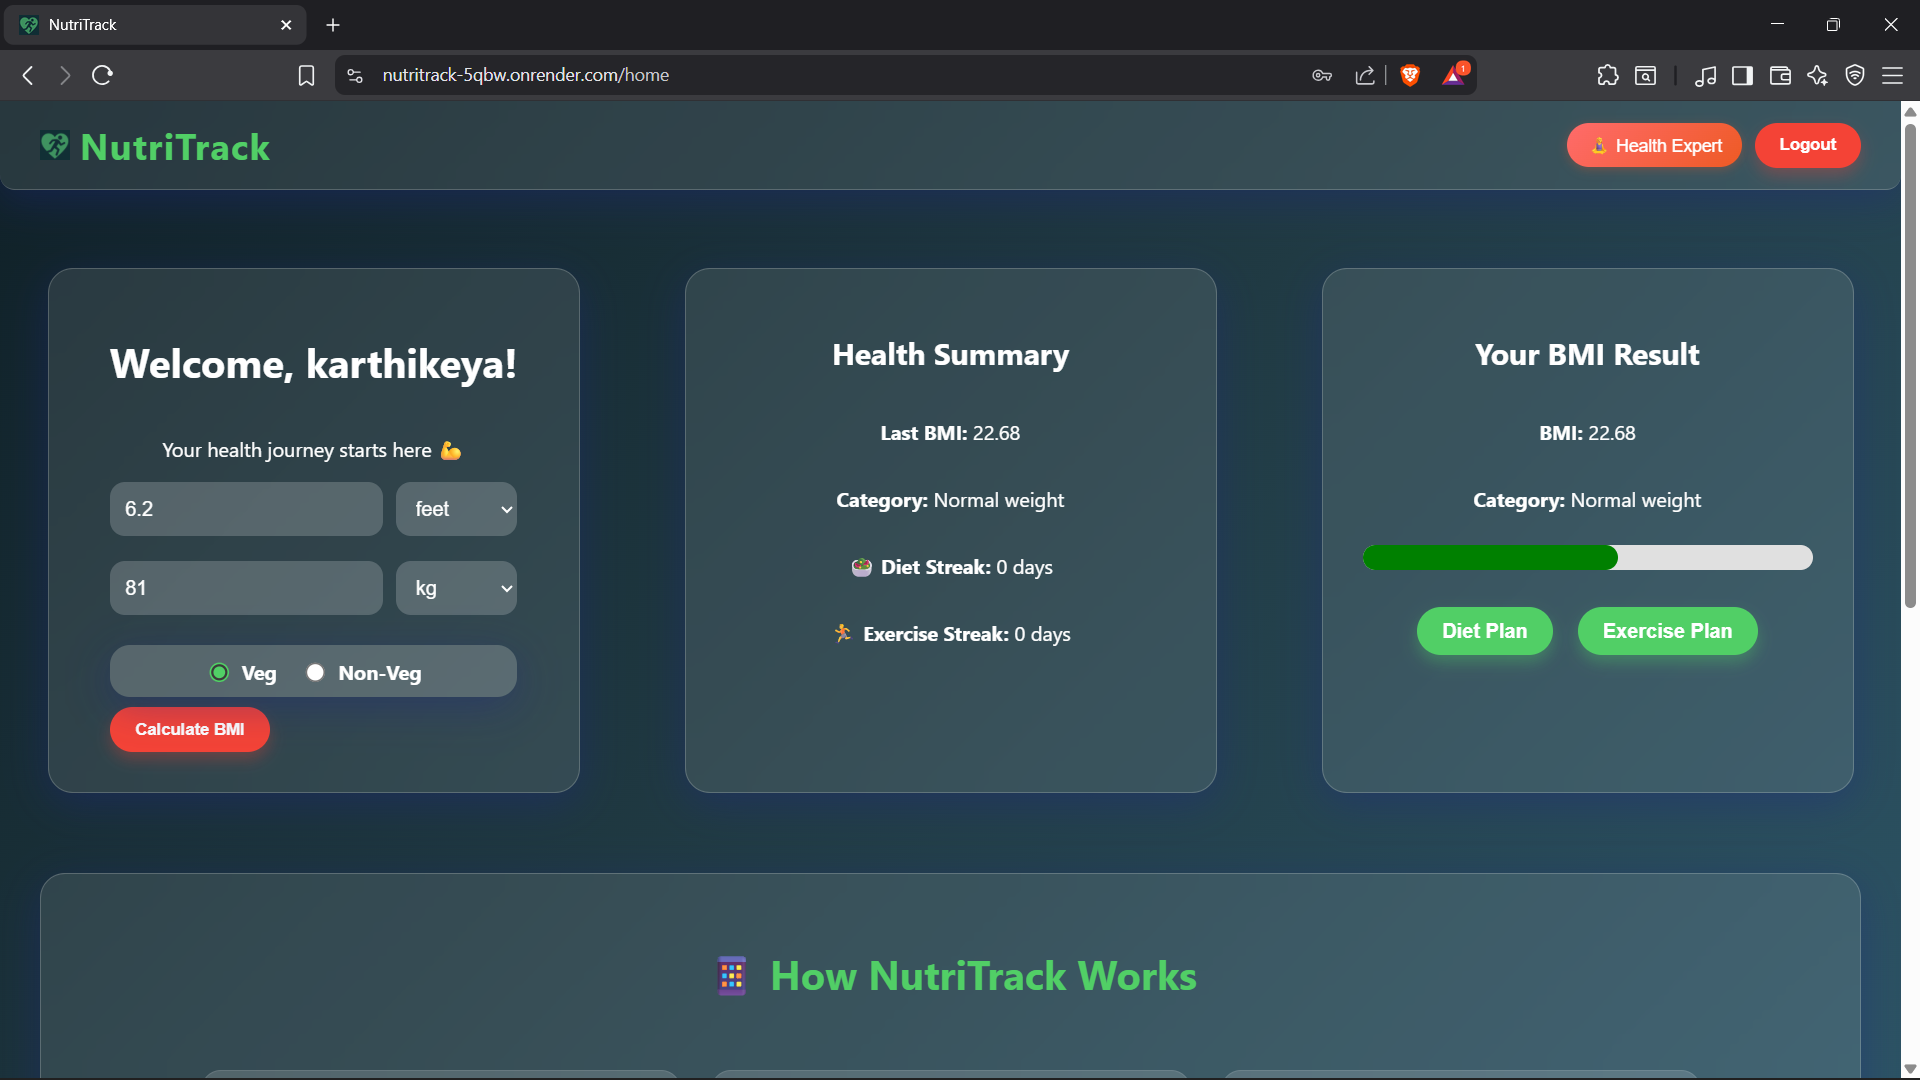 NutriTrack
nutritrack-5qbw.onrender.com/home
1
NutriTrack
Health Expert
Logout
Welcome, karthikeya!
Your health journey starts here 💪
6.2
feet
81
kg
Veg
Non-Veg
Calculate BMI
Health Summary
Last BMI: 22.68
Category: Normal weight
🥗 Diet Streak: 0 days
🏃 Exercise Streak: 0 days
Your BMI Result
BMI: 22.68
Category: Normal weight
Diet Plan
Exercise Plan
How NutriTrack Works